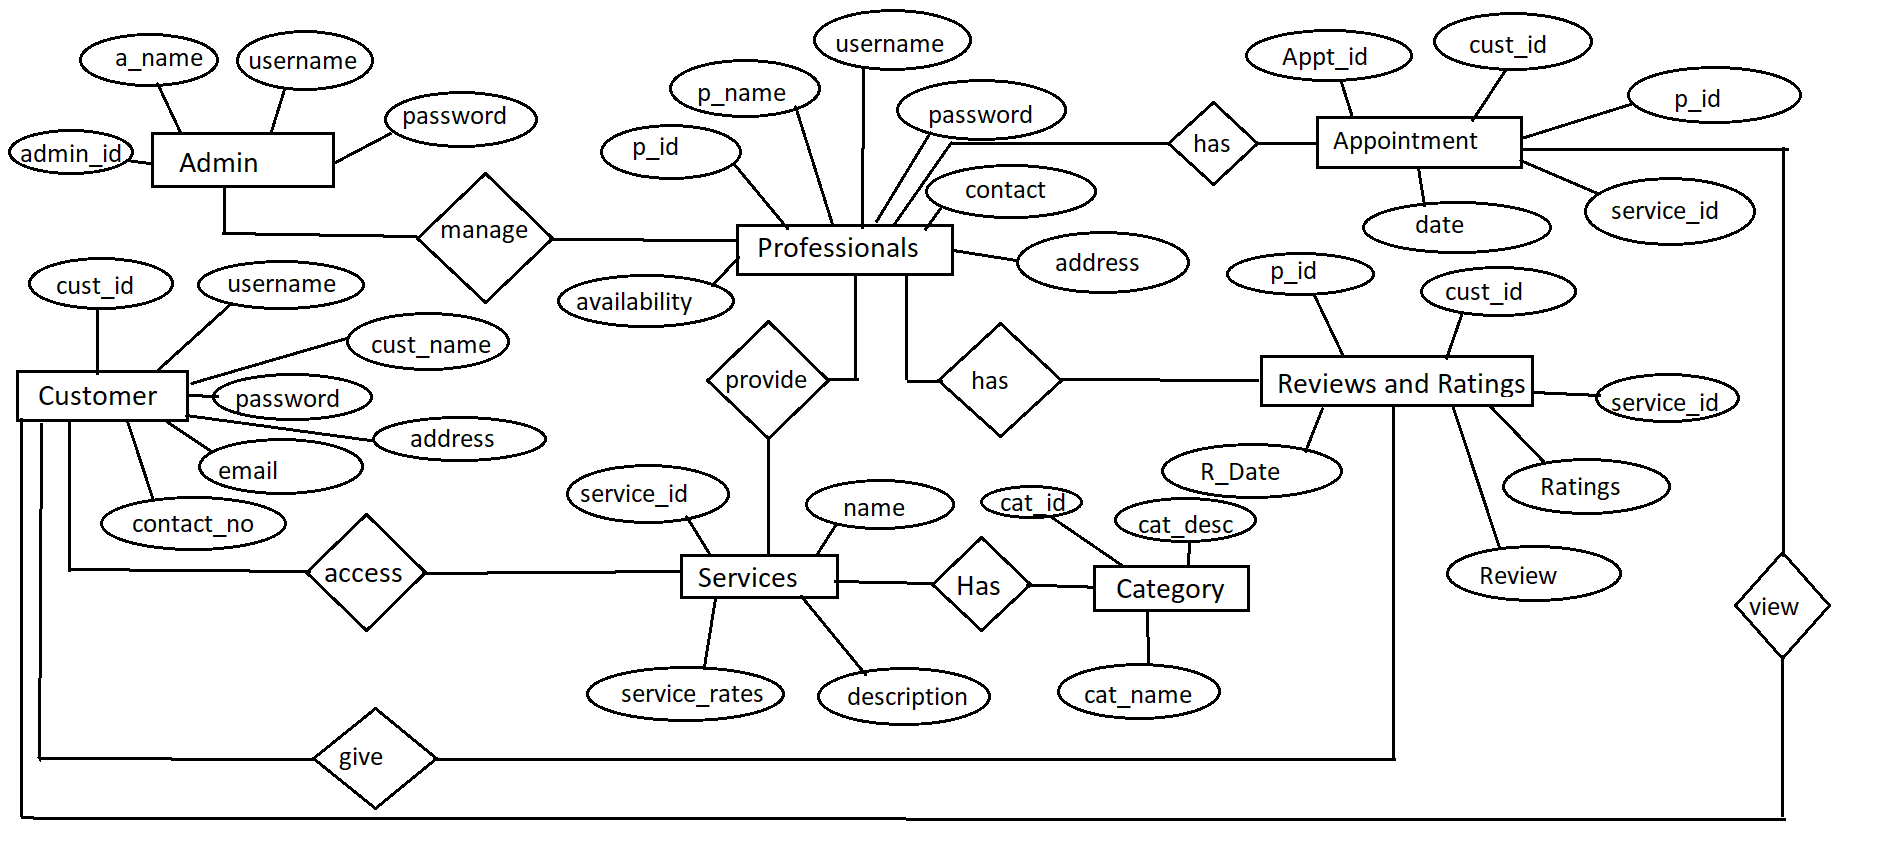 a_name
username
admin_id
password
Admin
manage
username
p_name
password
p_id
contact
Professionals
address
availability
has
Appt_id
cust_id
p_id
Appointment
service_id
date
cust_id
username
cust_name
Customer
password
address
email
contact_no
provide
has
p_id
cust_id
Reviews and Ratings
service_id
R_Date
Ratings
Review
access
service_id
name
Services
service_rates
description
Has
cat_id
cat_desc
Category
cat_name
view
give